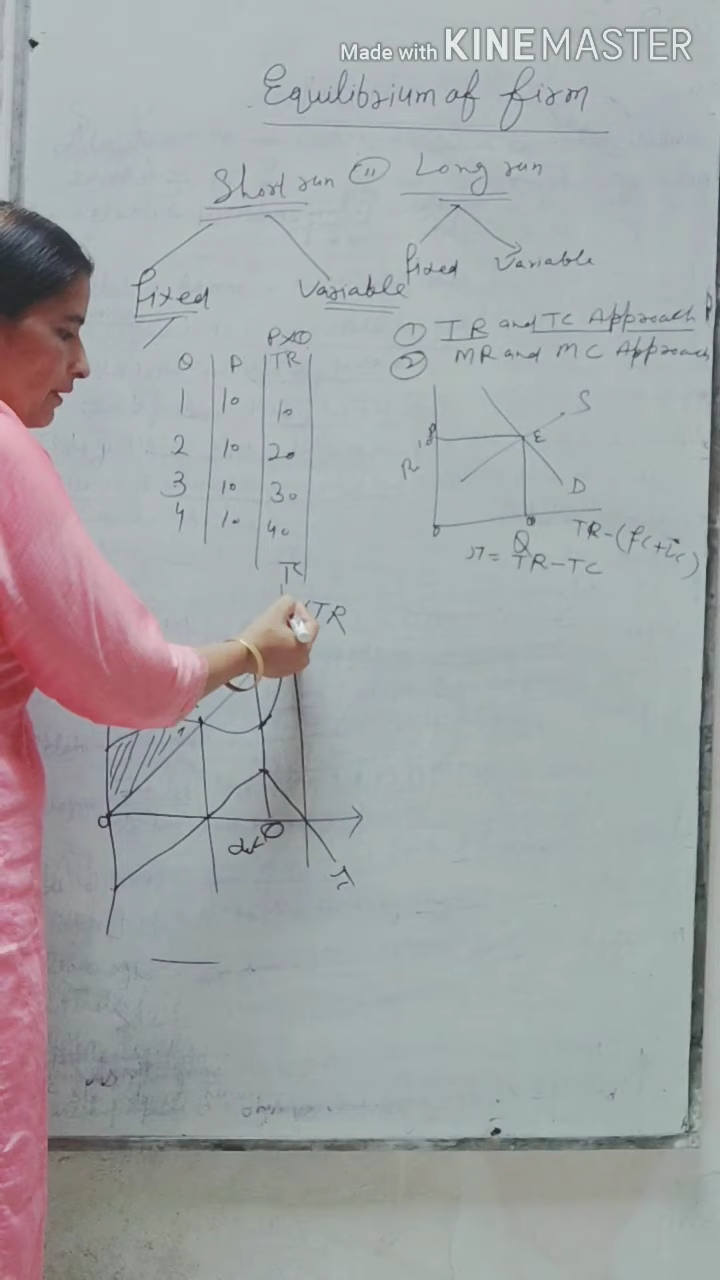 Made with KINEMASTER
Equilibrium of firm
Short run 11 Long run
Fixed Variable
Fixed Variable
① TR and TC Approach
② MR and MC Approach
PXQ
Q P TR
1 10 10
2 10 20
3 10 30
4 10 40
S
P E
D
O Q
TR-(
π = TR-TC
TC
TR
O
Q
π